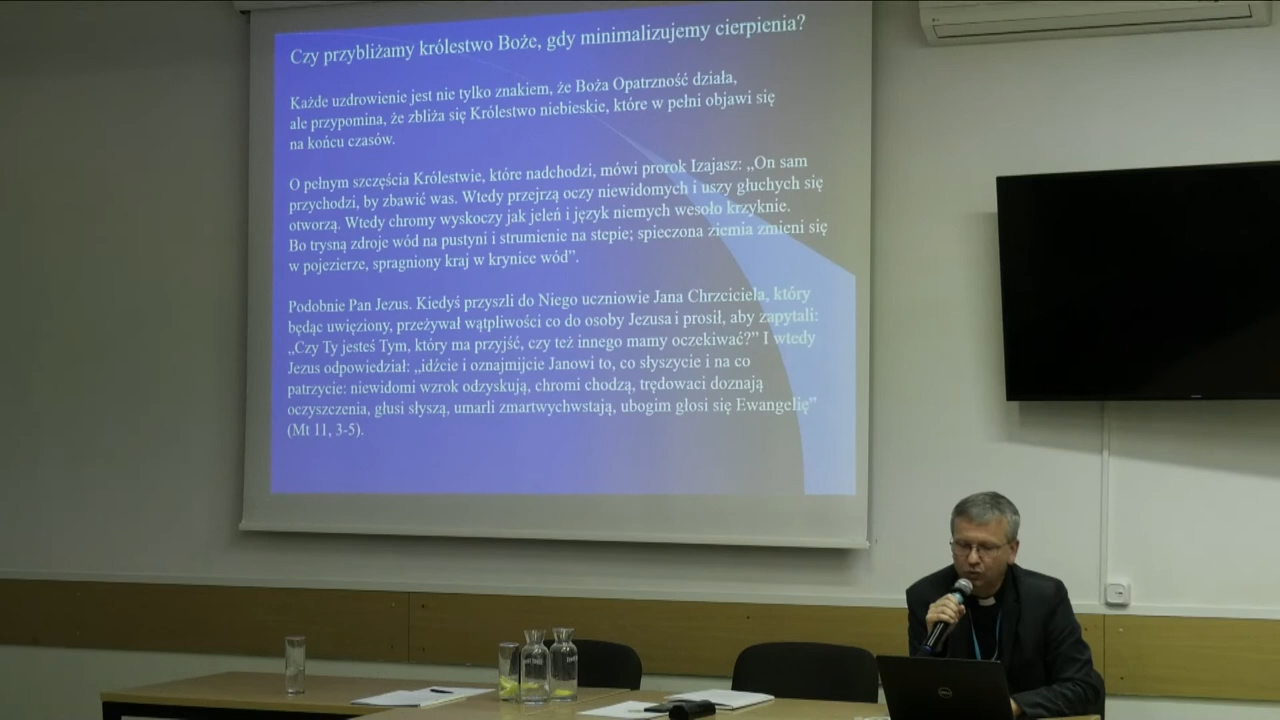 Czy przybliżamy królestwo Boże, gdy minimalizujemy cierpienia?
Każde uzdrowienie jest nie tylko znakiem, że Boża Opatrzność działa,
ale przypomina, że zbliża się Królestwo niebieskie, które w pełni objawi się
na końcu czasów.
O pełnym szczęścia Królestwie, które nadchodzi, mówi prorok Izajasz: „On sam
przychodzi, by zbawić was. Wtedy przejrzą oczy niewidomych i uszy głuchych się
otworzą. Wtedy chromy wyskoczy jak jeleń i język niemych wesoło krzyknie.
Bo trysną zdroje wód na pustyni i strumienie na stepie; spieczona ziemia zmieni się
w pojezierze, spragniony kraj w krynice wód”.
Podobnie Pan Jezus. Kiedyś przyszli do Niego uczniowie Jana Chrzciciela, który
będąc uwięziony, przeżywał wątpliwości co do osoby Jezusa i prosił, aby zapytali:
„Czy Ty jesteś Tym, który ma przyjść, czy też innego mamy oczekiwać?” I wtedy
Jezus odpowiedział: „idźcie i oznajmijcie Janowi to, co słyszycie i na co
patrzycie: niewidomi wzrok odzyskują, chromi chodzą, trędowaci doznają
oczyszczenia, głusi słyszą, umarli zmartwychwstają, ubogim głosi się Ewangelię”
(Mt 11, 3-5).
DELL